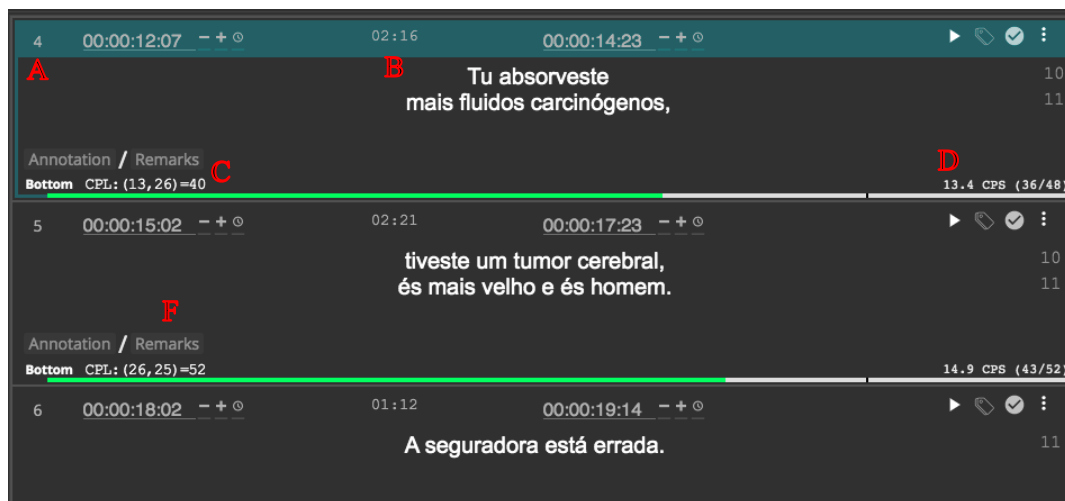 4 00:00:12:07 02:16 00:00:14:23
A B
Tu absorveste 10
mais fluidos carcinógenos, 11
Annotation / Remarks C D
Bottom CPL:(13,26)=40 13.4 CPS (36/48)
5 00:00:15:02 02:21 00:00:17:23
tiveste um tumor cerebral, 10
és mais velho e és homem. 11
F
Annotation / Remarks
Bottom CPL:(26,25)=52 14.9 CPS (43/52)
6 00:00:18:02 01:12 00:00:19:14
A seguradora está errada. 11